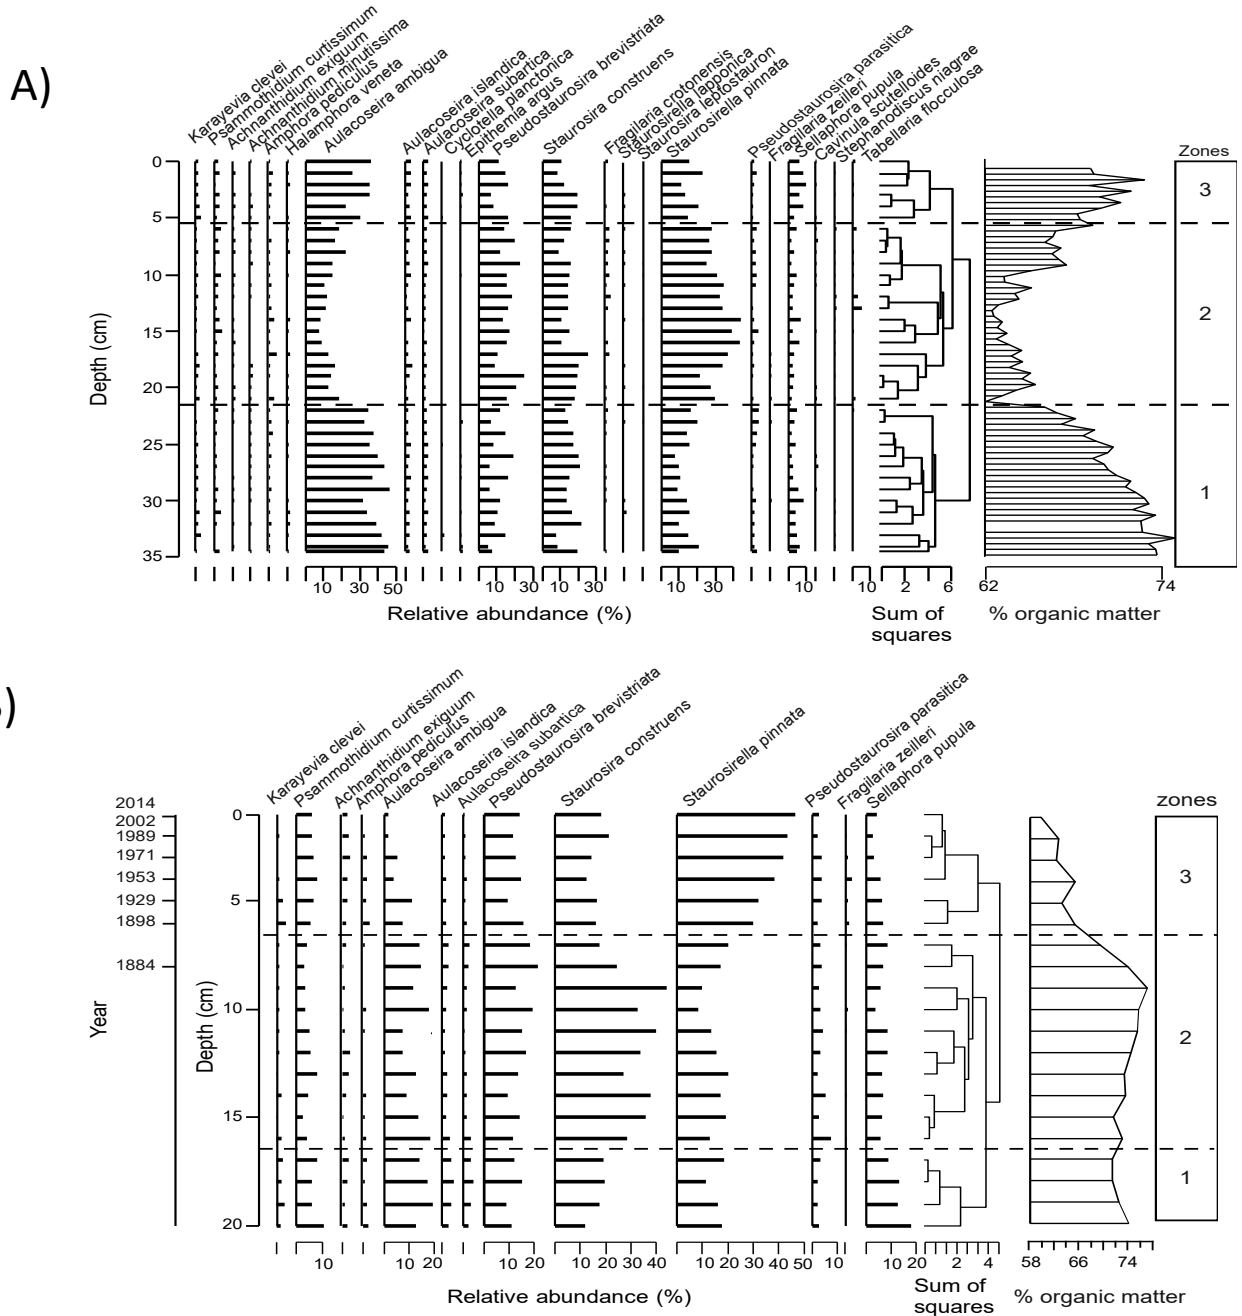 A)
Karayevia clevei
Psammothidium curtissimum
Achnanthidium exiguum
Achnanthidium minutissima
Amphora pediculus
Halamphora veneta
Aulacoseira ambigua
Aulacoseira islandica
Aulacoseira subartica
Cyclotella planctonica
Epithemia argus
Pseudostaurosira brevistriata
Staurosira construens
Fragilaria crotonensis
Staurosirella lapponica
Staurosira leptostauron
Staurosirella pinnata
Pseudostaurosira parasitica
Fragilaria zeilleri
Sellaphora pupula
Cavinula scutelloides
Stephanodiscus niagrae
Tabellaria flocculosa
Zones
0
5
10
15
20
25
30
35
Depth (cm)
3
2
1
10 30 50 10 30 10 30 10 30 10 10 2 6 62 74
Relative abundance (%) Sum of squares % organic matter
)
Karayevia clevei
Psammothidium curtissimum
Achnanthidium exiguum
Amphora pediculus
Aulacoseira ambigua
Aulacoseira islandica
Aulacoseira subartica
Pseudostaurosira brevistriata
Staurosira construens
Staurosirella pinnata
Pseudostaurosira parasitica
Fragilaria zeilleri
Sellaphora pupula
zones
2014
2002
1989
1971
1953
1929
1898
1884
Year
0
5
10
15
20
Depth (cm)
3
2
1
10 10 20 10 20 10 20 30 40 10 20 30 40 50 10 10 20 2 4 58 66 74
Relative abundance (%) Sum of squares % organic matter